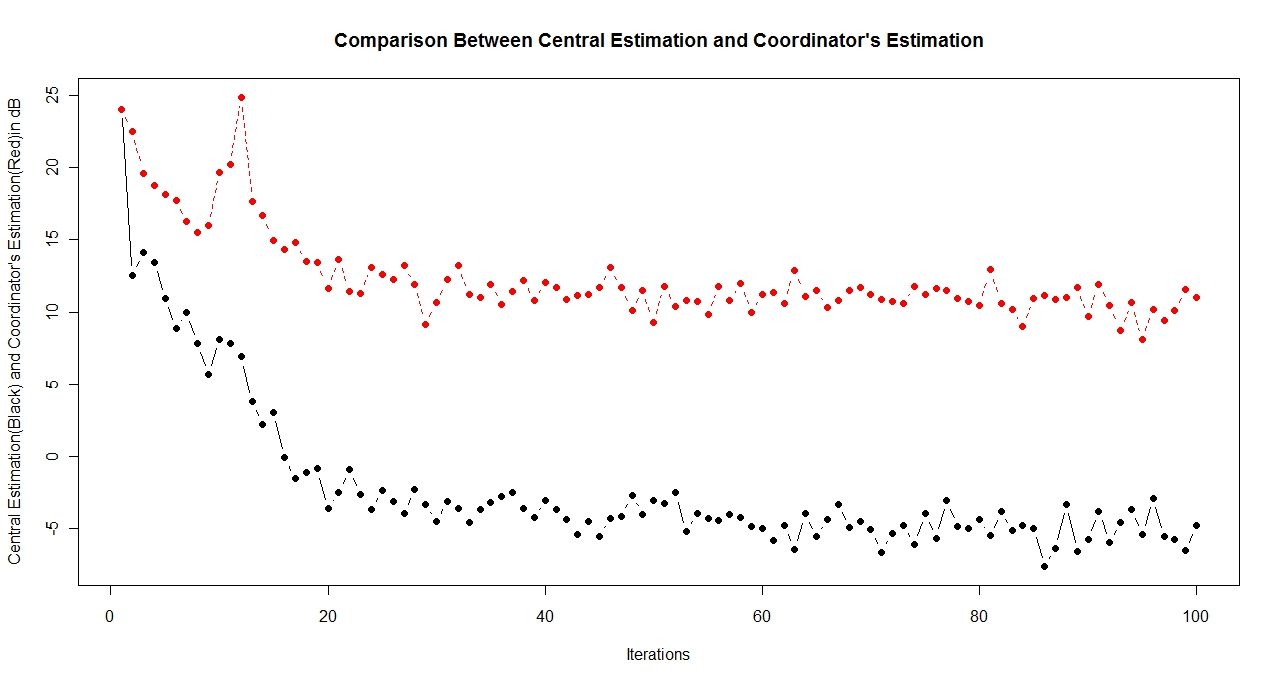 Comparison Between Central Estimation and Coordinator's Estimation
Central Estimation(Black) and Coordinator's Estimation(Red)in dB
25
20
15
10
5
0
-5
0 20 40 60 80 100
Iterations